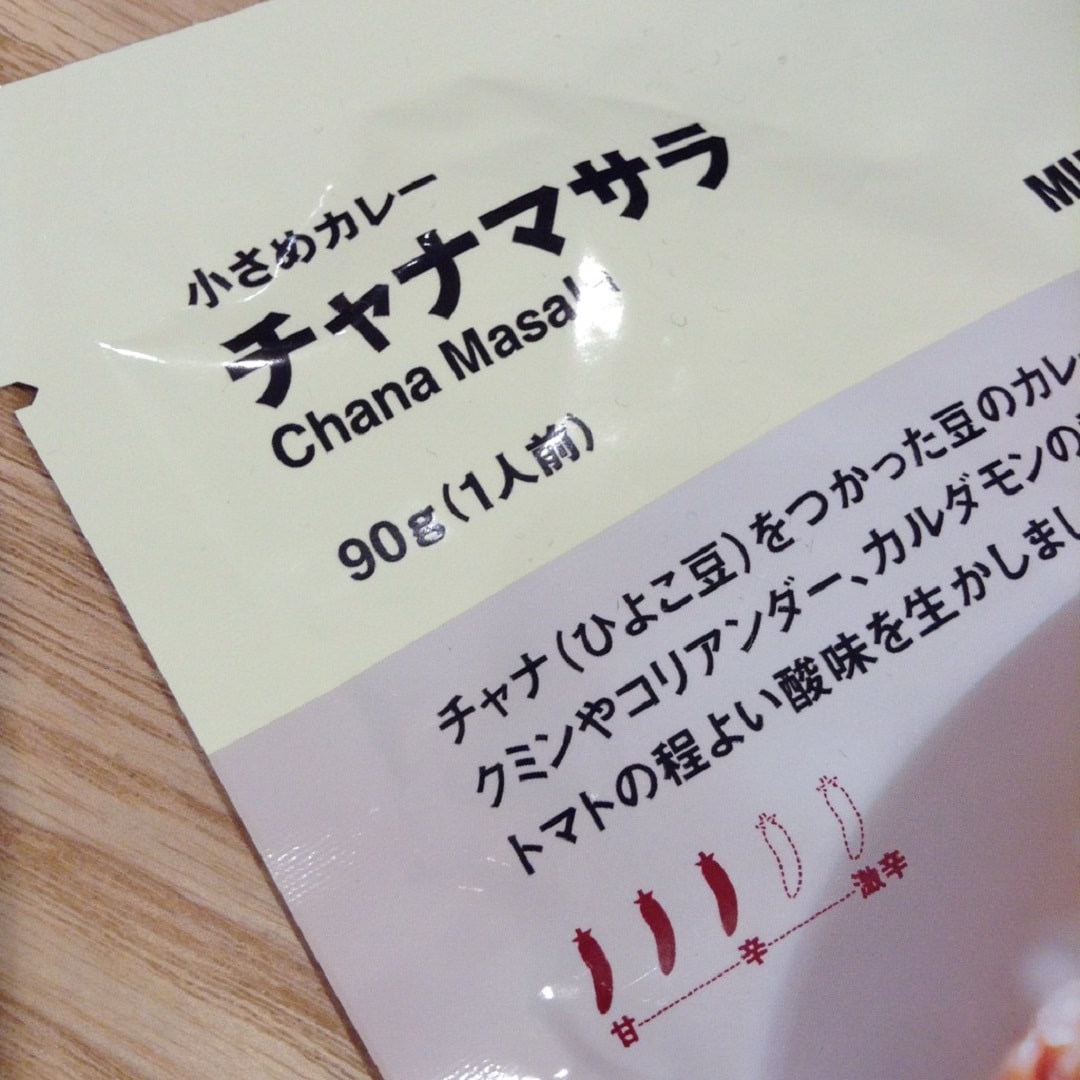 小さめカレー
チャナマサラ
Chana Masala
90g(1人前)
チャナ(ひよこ豆)をつかった豆のカレ
クミンやコリアンダー、カルダモンの
トマトの程よい酸味を生かしまし
甘
辛
激辛